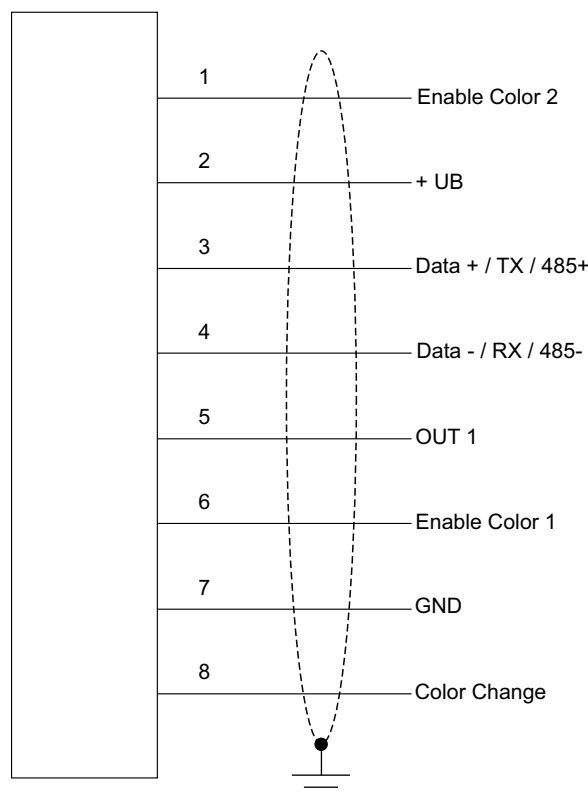 1 Enable Color 2
2 + UB
3 Data + / TX / 485+
4 Data - / RX / 485-
5 OUT 1
6 Enable Color 1
7 GND
8 Color Change